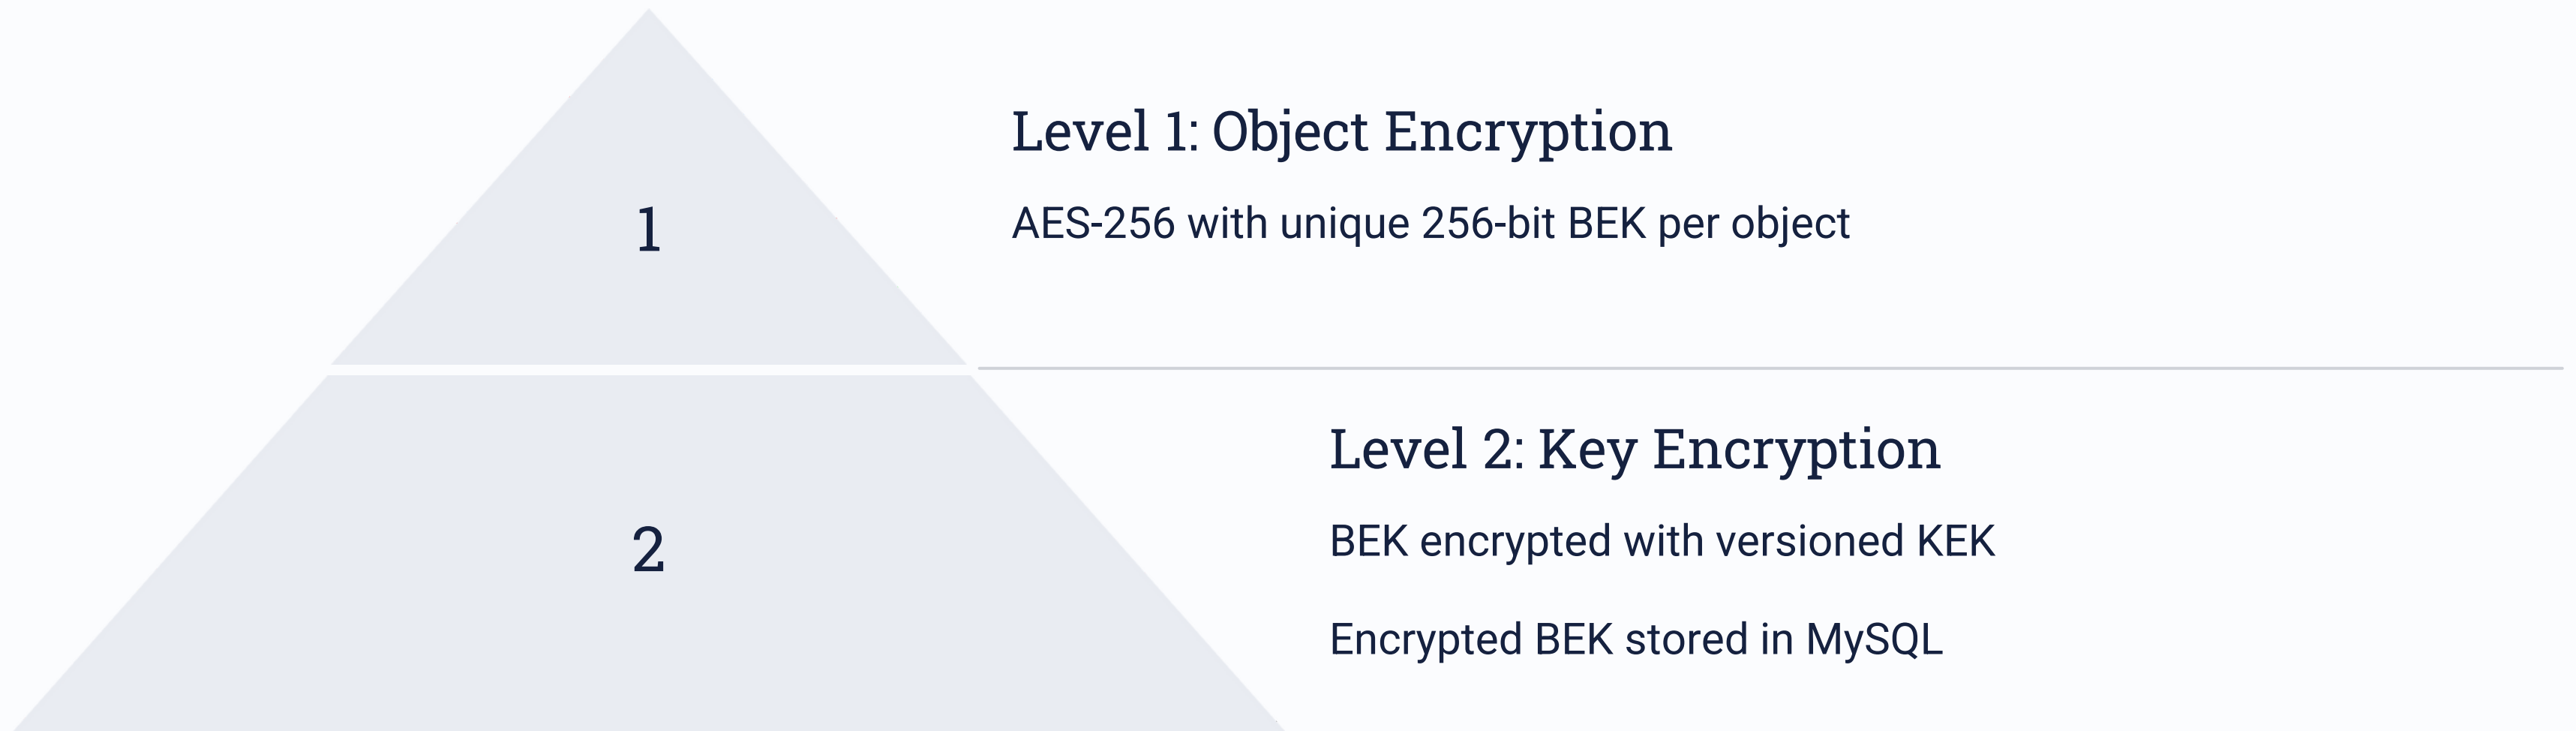 1
Level 1: Object Encryption
AES-256 with unique 256-bit BEK per object
2
Level 2: Key Encryption
BEK encrypted with versioned KEK
Encrypted BEK stored in MySQL